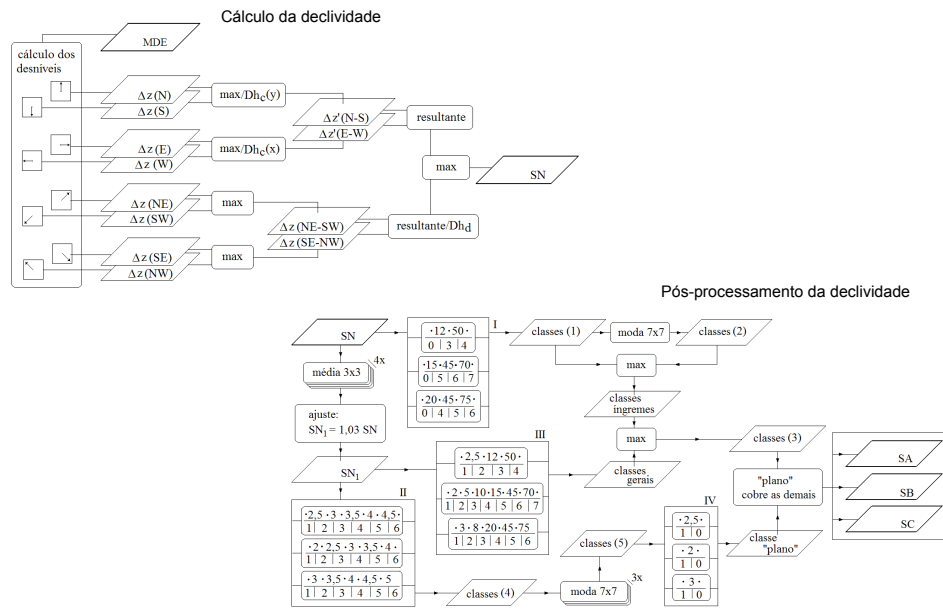 Cálculo da declividade
MDE
cálculo dos
desníveis
Δz(N)
Δz(S)
max/Dhc(y)
Δz'(N-S)
Δz'(E-W)
resultante
Δz(E)
Δz(W)
max/Dhc(x)
max
SN
Δz(NE)
Δz(SW)
max
Δz(NE-SW)
Δz(SE-NW)
resultante/Dhd
Δz(SE)
Δz(NW)
max
Pós-processamento da declividade
SN
I
·12·50·
0 | 3 | 4
·15·45·70·
0 | 5 | 6 | 7
·20·45·75·
0 | 4 | 5 | 6
classes (1)
moda 7x7
classes (2)
max
média 3x3
4x
classes
íngremes
ajuste:
SN1 = 1,03 SN
III
max
classes (3)
SN1
·2,5·12·50·
1 | 2 | 3 | 4
·2·5·10·15·45·70·
1 | 2 | 3 | 4 | 5 | 6 | 7
·3·8·20·45·75
1 | 2 | 3 | 4 | 5 | 6
classes
gerais
"plano"
cobre as demais
SA
SB
SC
II
·2,5·3·3,5·4·4,5·
1 | 2 | 3 | 4 | 5 | 6
·2·2,5·3·3,5·4·
1 | 2 | 3 | 4 | 5 | 6
·3·3,5·4·4,5·5
1 | 2 | 3 | 4 | 5 | 6
classes (4)
moda 7x7
3x
classes (5)
IV
·2,5·
1 | 0
·2·
1 | 0
·3·
1 | 0
classe
"plano"